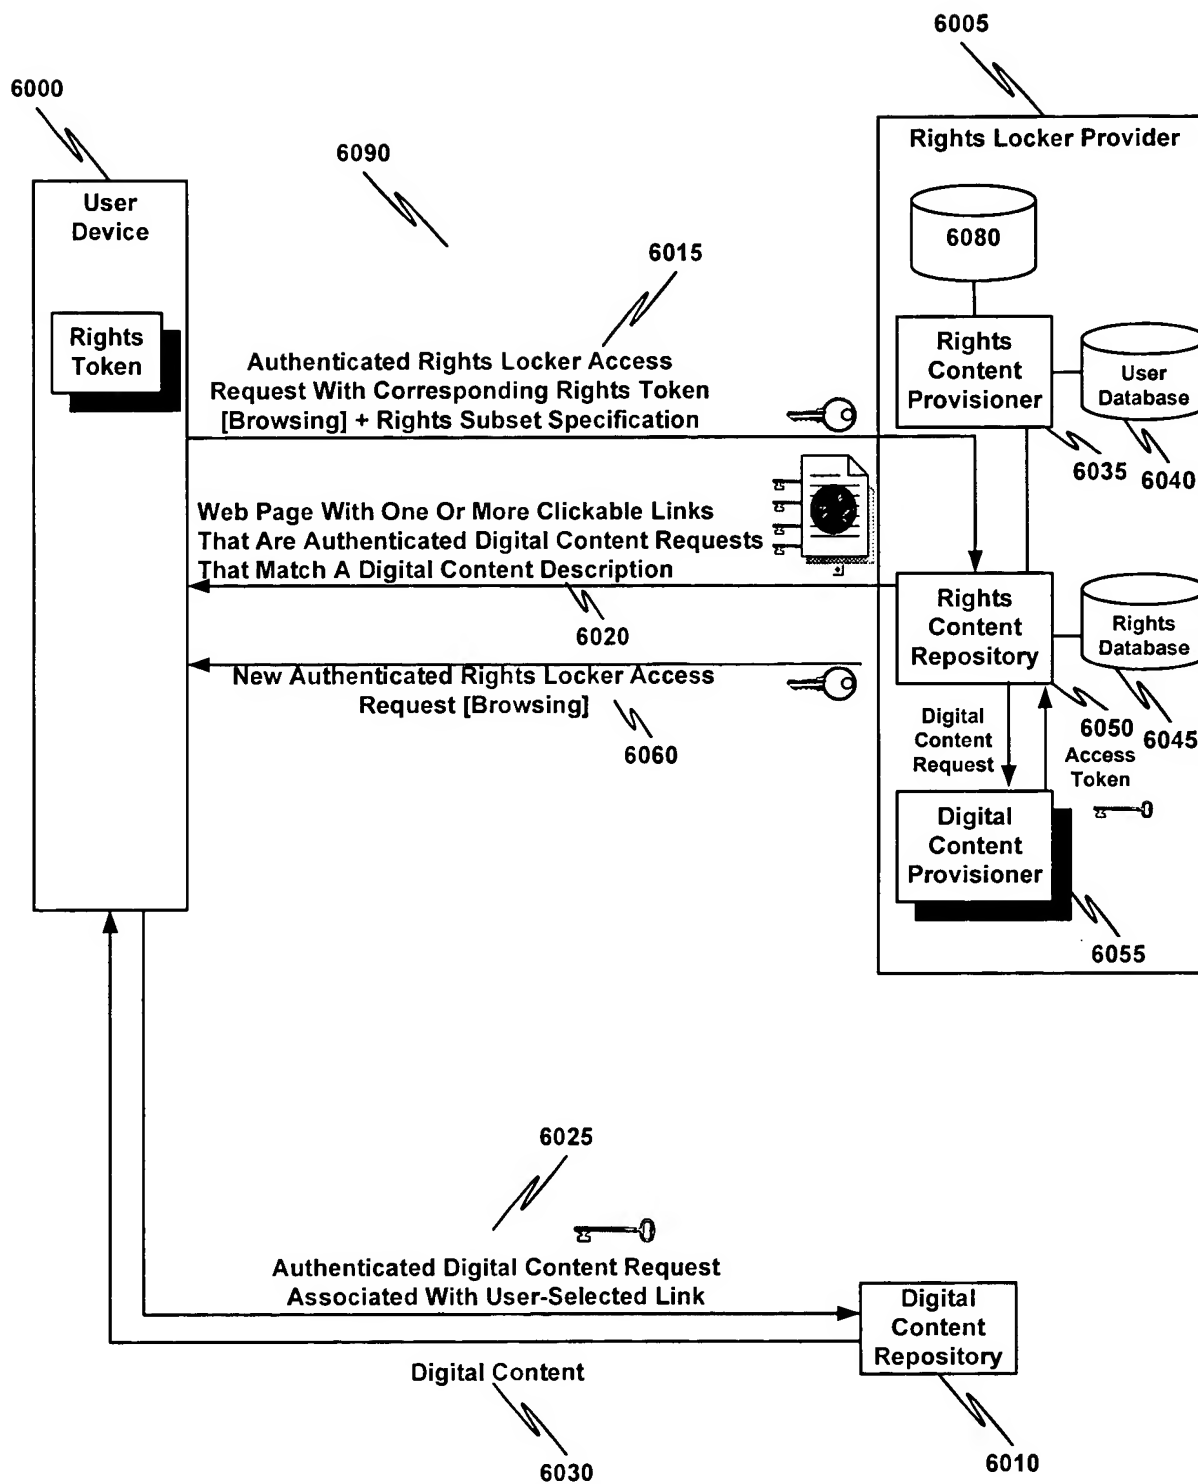 6005
6000
6090
Rights Locker Provider
User
Device
6080
6015
Rights
Token
Rights
Content
Provisioner
User
Database
Authenticated Rights Locker Access
Request With Corresponding Rights Token
[Browsing] + Rights Subset Specification
6035
6040
Web Page With One Or More Clickable Links
That Are Authenticated Digital Content Requests
That Match A Digital Content Description
Rights
Content
Repository
Rights
Database
6020
New Authenticated Rights Locker Access
Request [Browsing]
6060
6050
6045
Digital
Content
Request
Access
Token
Digital
Content
Provisioner
6055
6025
Authenticated Digital Content Request
Associated With User-Selected Link
Digital
Content
Repository
Digital Content
6030
6010